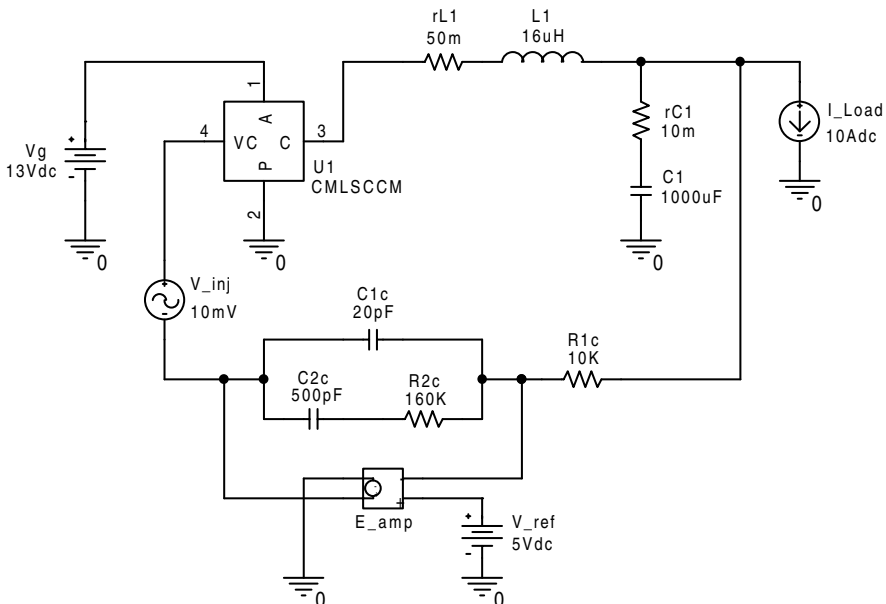 rL1
50m
L1
16uH
1
A
4
VC
C
3
P
2
U1
CMLSCCM
Vg
13Vdc
+
-
0
0
rC1
10m
C1
1000uF
0
+
-
I_Load
10Adc
0
+
-
V_inj
10mV
C1c
20pF
C2c
500pF
R2c
160K
R1c
10K
-
+
E_amp
+
-
V_ref
5Vdc
0
0